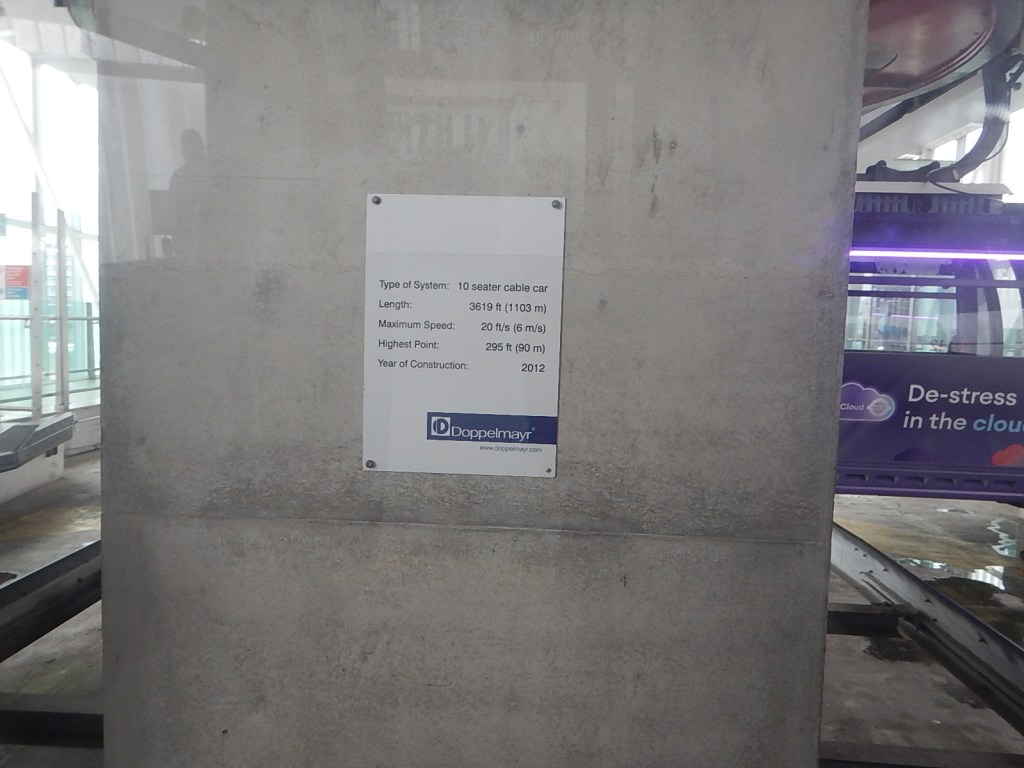 Type of System: 10 seater cable car
Length: 3619 ft (1103 m)
Maximum Speed: 20 ft/s (6 m/s)
Highest Point: 295 ft (90 m)
Year of Construction: 2012
Doppelmayr
www.doppelmayr.com
Cloud
De-stress
in the clou